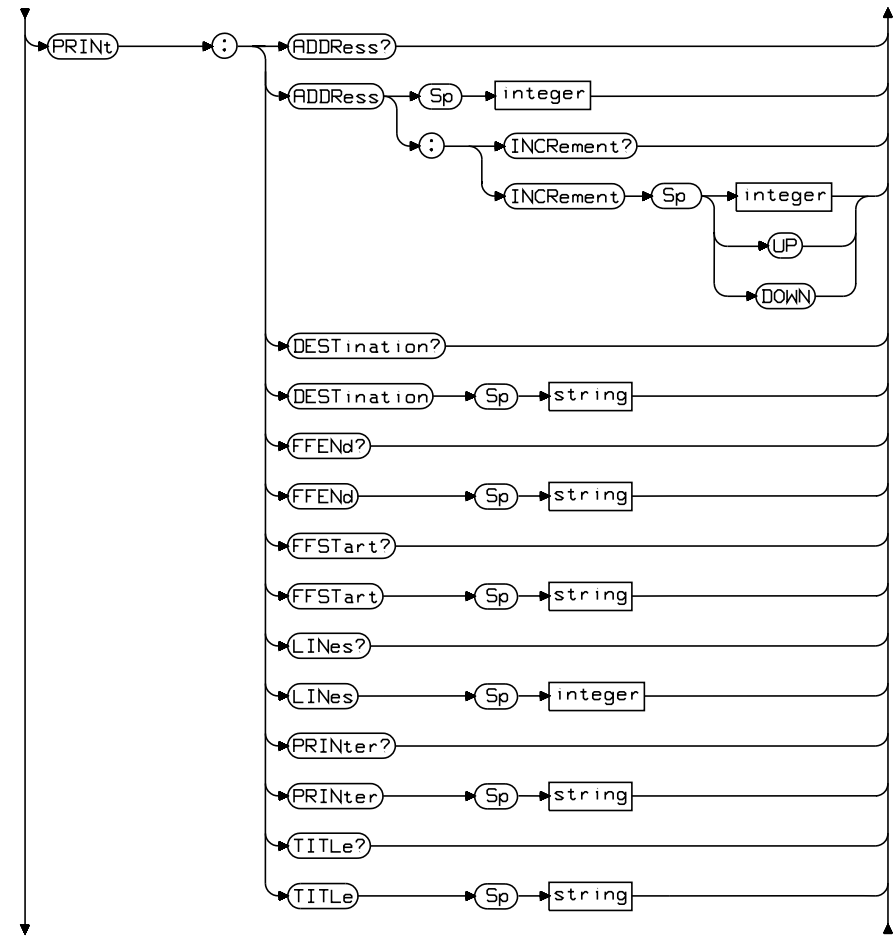 PRINt : ADDRess?
ADDRess Sp integer
: INCRement?
INCRement Sp integer
UP
DOWN
DESTination?
DESTination Sp string
FFENd?
FFENd Sp string
FFSTart?
FFSTart Sp string
LINes?
LINes Sp integer
PRINter?
PRINter Sp string
TITLe?
TITLe Sp string